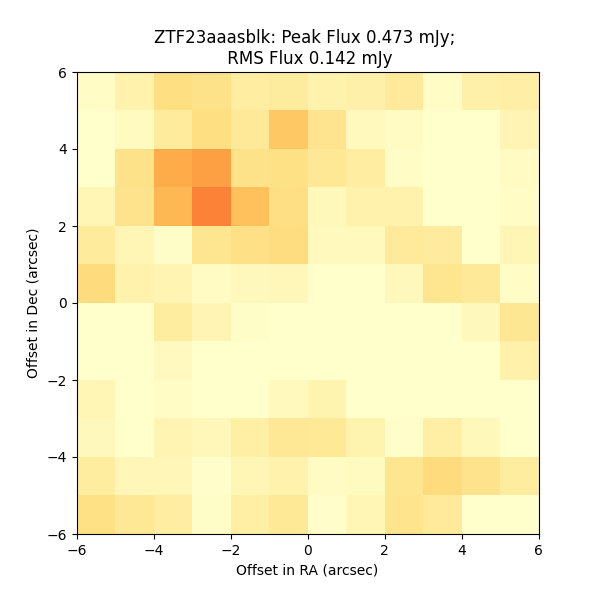 ZTF23aaasblk: Peak Flux 0.473 mJy;
RMS Flux 0.142 mJy
6
4
2
0
−2
−4
−6
Offset in Dec (arcsec)
−6 −4 −2 0 2 4 6
Offset in RA (arcsec)